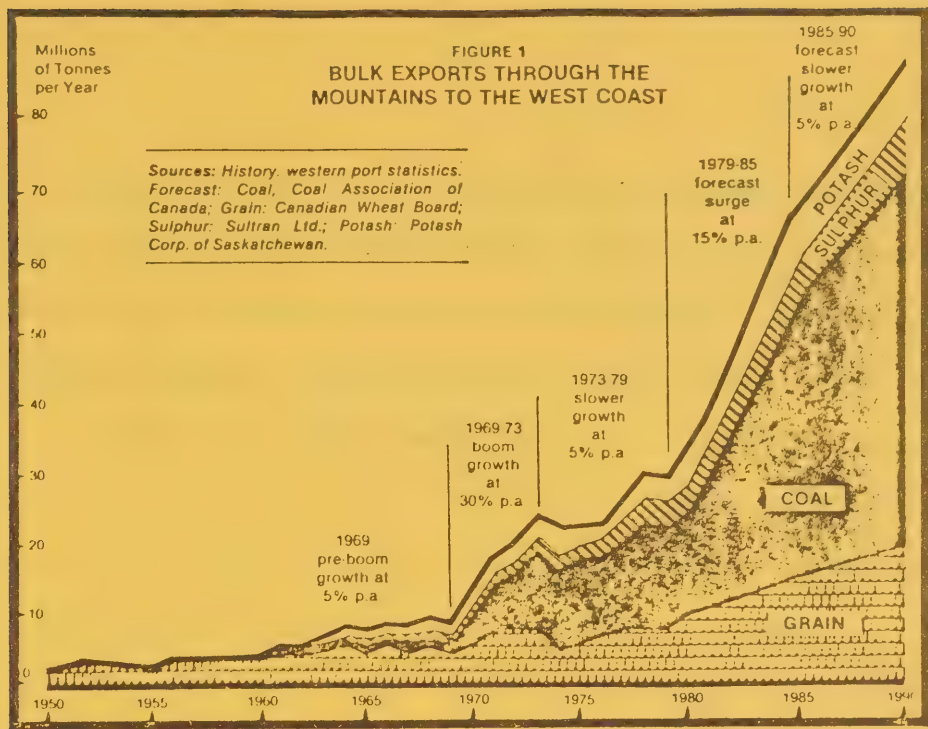 Millions
of Tonnes
per Year
FIGURE 1
BULK EXPORTS THROUGH THE
MOUNTAINS TO THE WEST COAST
Sources: History. western port statistics.
Forecast: Coal, Coal Association of
Canada; Grain: Canadian Wheat Board;
Sulphur: Sultran Ltd.; Potash: Potash
Corp. of Saskatchewan.
1985-90
forecast
slower
growth
at
5% p.a.
1979-85
forecast
surge
at
15% p.a.
1973 79
slower
growth
at
5% p.a.
1969 73
boom
growth
at
30% p.a
1969
pre-boom
growth at
5% p.a
POTASH
SULPHUR
COAL
GRAIN
80
70
60
50
40
30
20
10
0
1950
1955
1960
1965
1970
1975
1980
1985
199